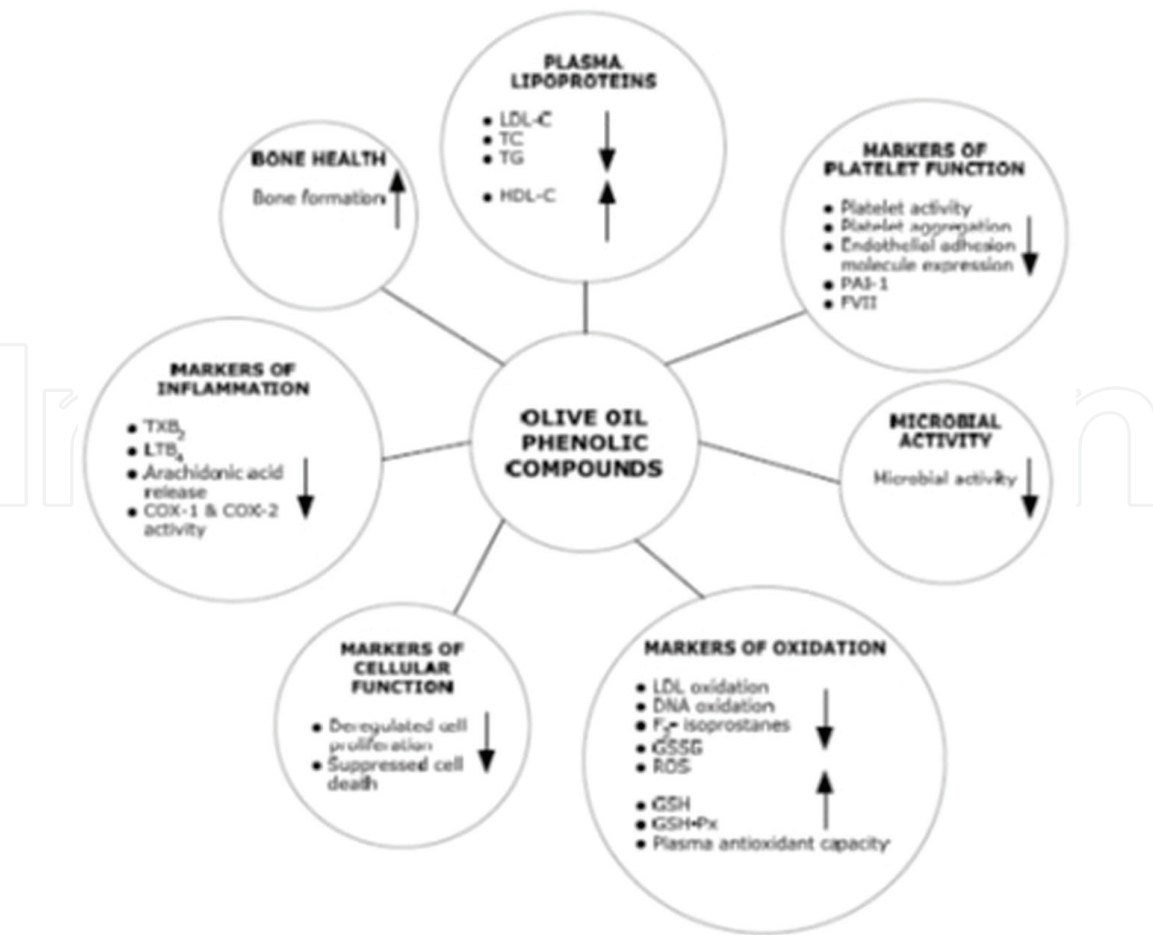 PLASMA
LIPOPROTEINS
• LDL-C
• TC
• TG
• HDL-C
BONE HEALTH
Bone formation
MARKERS OF
PLATELET FUNCTION
• Platelet activity
• Platelet aggregation
• Endothelial adhesion
molecule expression
• PAI-1
• FVII
MARKERS OF
INFLAMMATION
• TXB₂
• LTB₄
• Arachidonic acid
release
• COX-1 & COX-2
activity
OLIVE OIL
PHENOLIC
COMPOUNDS
MICROBIAL
ACTIVITY
Microbial activity
MARKERS OF
CELLULAR
FUNCTION
• Deregulated cell
proliferation
• Suppressed cell
death
MARKERS OF OXIDATION
• LDL oxidation
• DNA oxidation
• F₂- isoprostanes
• GSSG
• ROS
• GSH
• GSH-Px
• Plasma antioxidant capacity